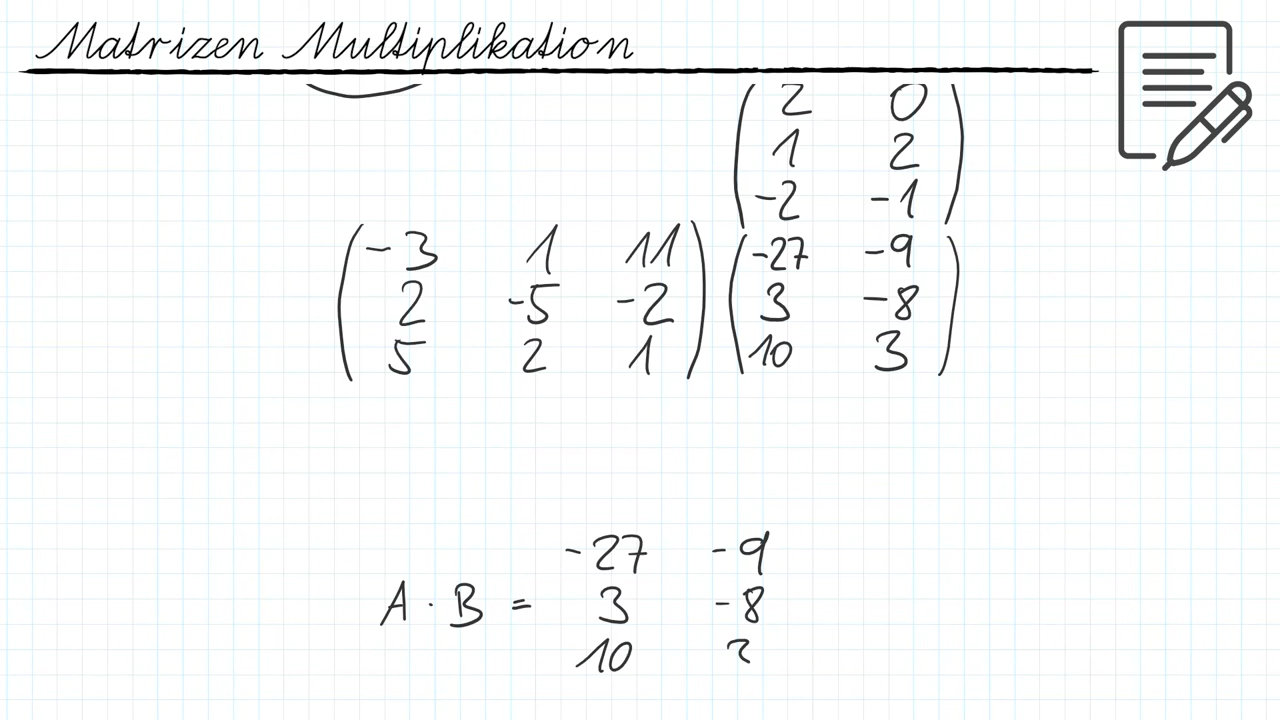 Matrizen Multiplikation
2 0
1 2
-2 -1
-3 1 11 -27 -9
2 -5 -2 3 -8
5 2 1 10 3
-27 -9
A · B = 3 -8
10